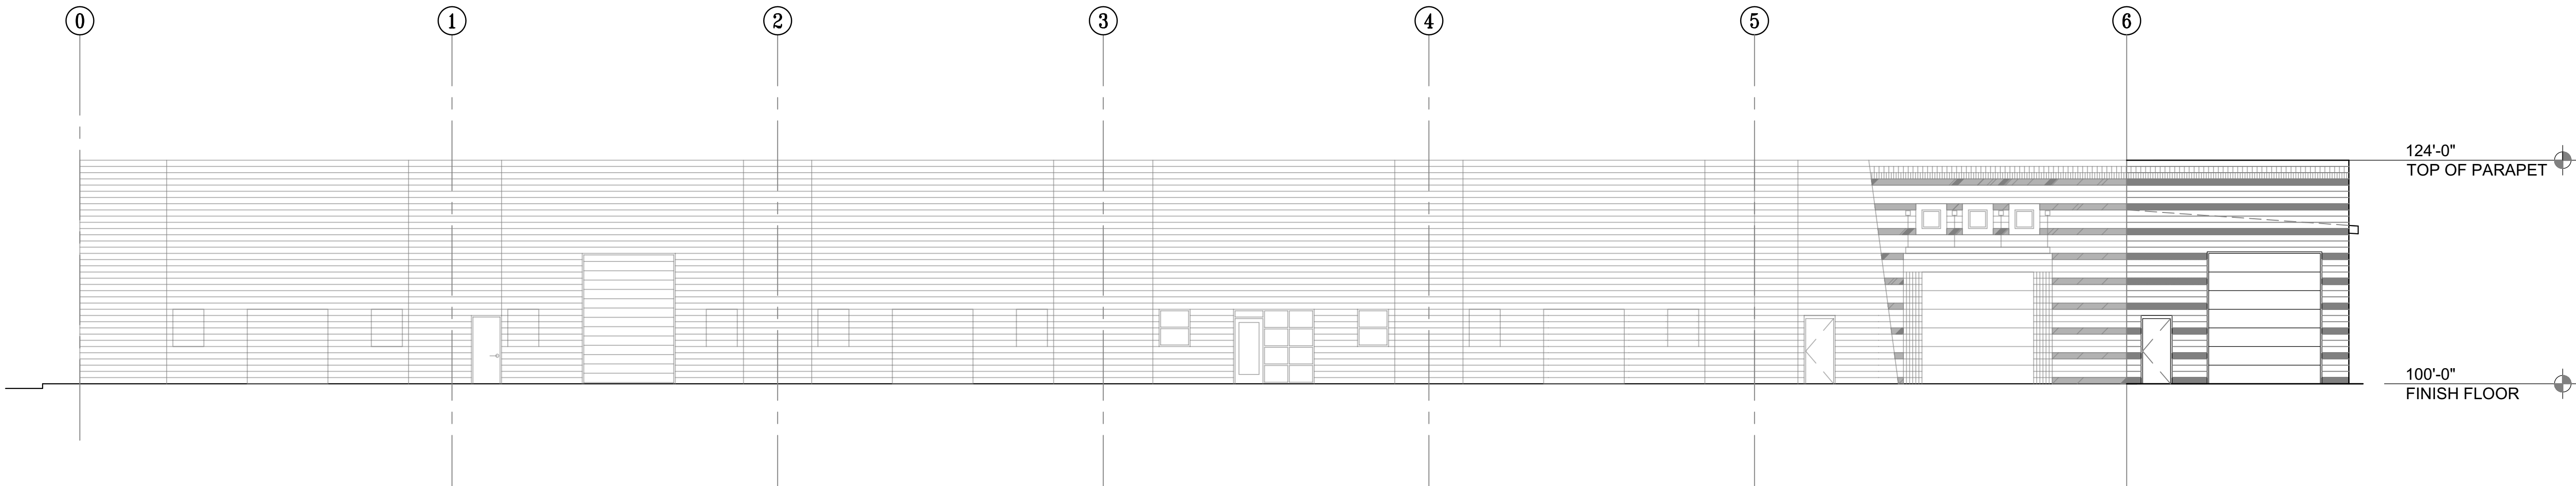 0 1 2 3 4 5 6
124'-0"
TOP OF PARAPET
100'-0"
FINISH FLOOR